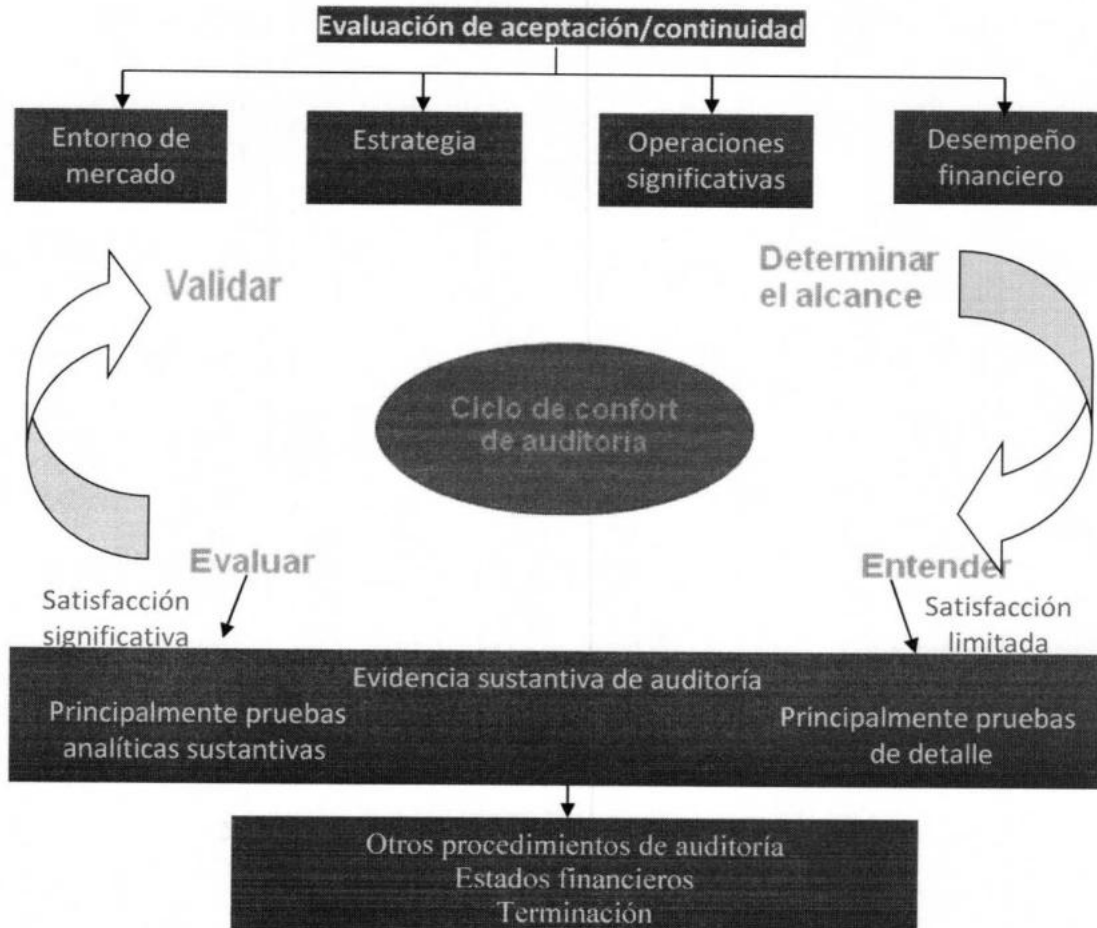 Evaluación de aceptación/continuidad
Entorno de
mercado
Estrategia
Operaciones
significativas
Desempeño
financiero
Validar
Determinar
el alcance
Ciclo de confort
de auditoría
Evaluar
Entender
Satisfacción
significativa
Satisfacción
limitada
Evidencia sustantiva de auditoría
Principalmente pruebas
analíticas sustantivas
Principalmente pruebas
de detalle
Otros procedimientos de auditoría
Estados financieros
Terminación